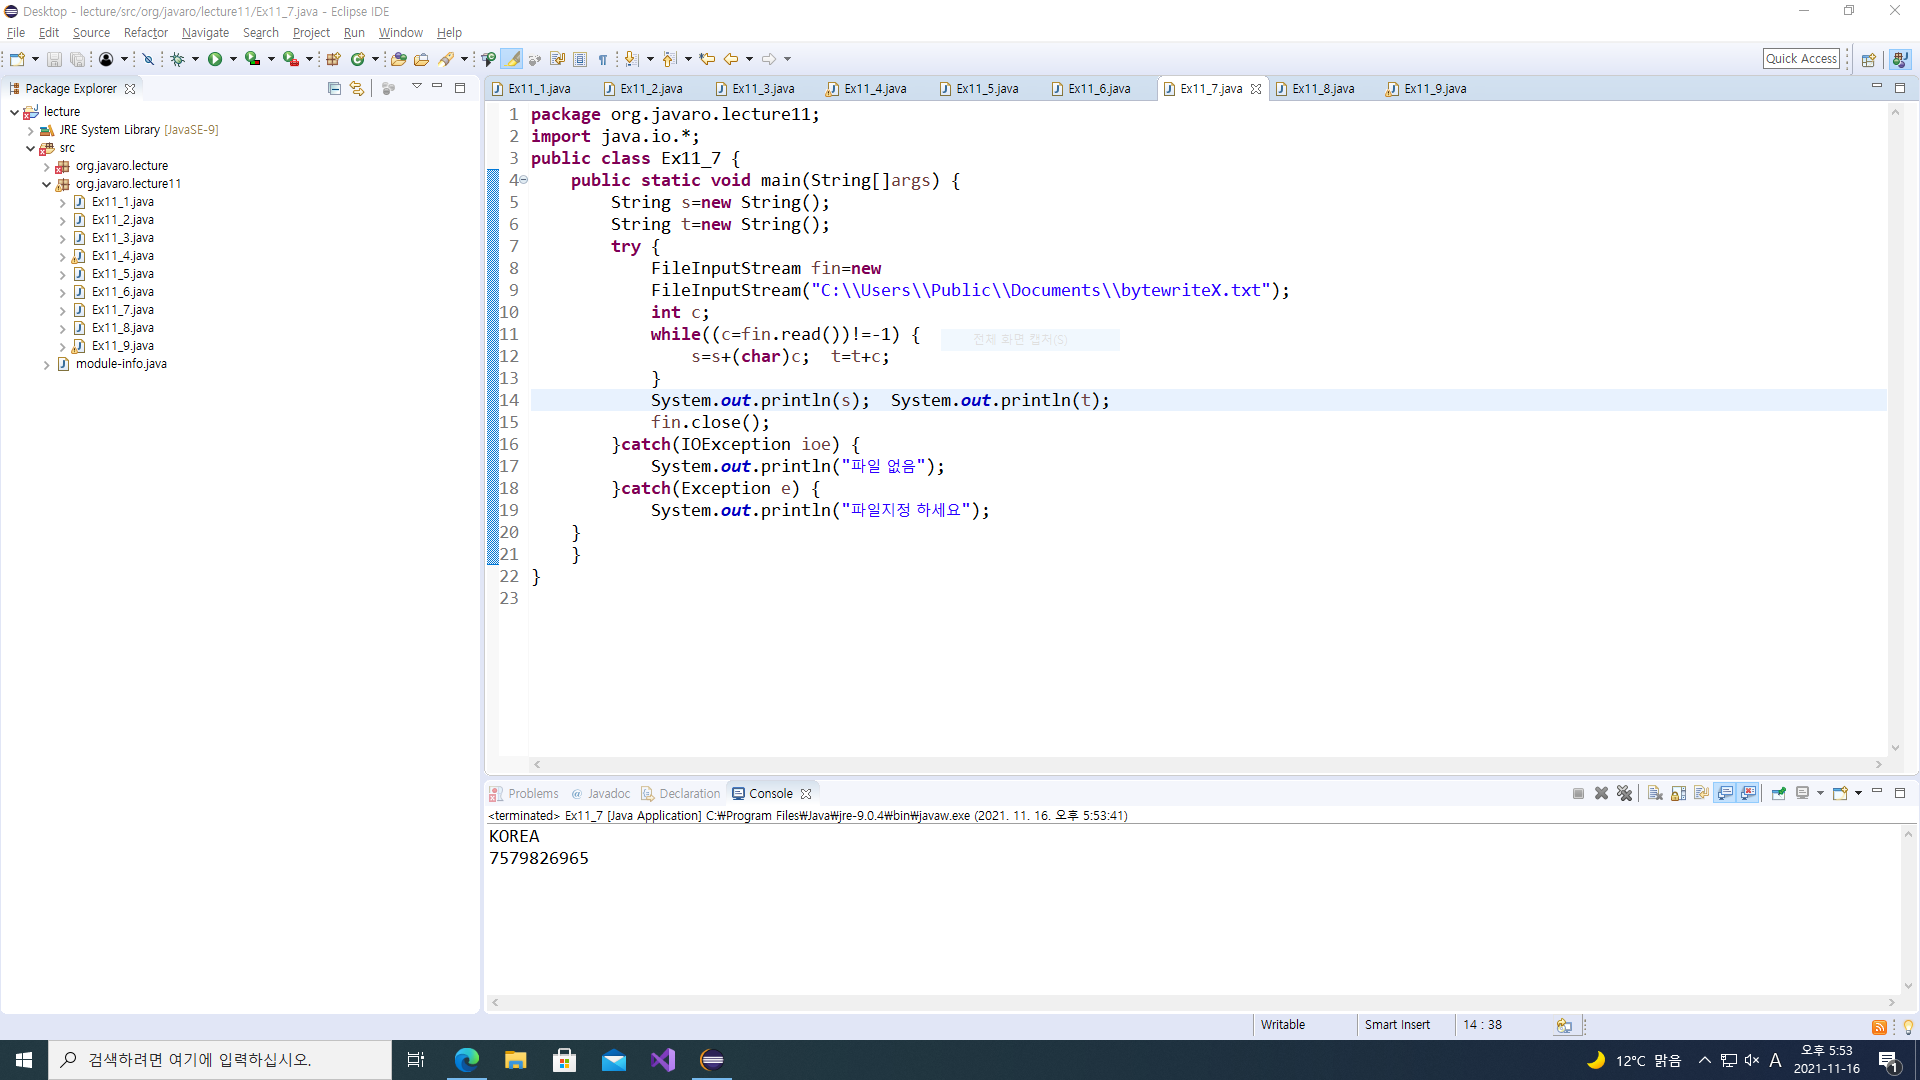 Desktop - lecture/src/org/javaro/lecture11/Ex11_7.java - Eclipse IDE
File Edit Source Refactor Navigate Search Project Run Window Help
Quick Access
Package Explorer
lecture
JRE System Library [JavaSE-9]
src
org.javaro.lecture
org.javaro.lecture11
Ex11_1.java
Ex11_2.java
Ex11_3.java
Ex11_4.java
Ex11_5.java
Ex11_6.java
Ex11_7.java
Ex11_8.java
Ex11_9.java
module-info.java
Ex11_1.java Ex11_2.java Ex11_3.java Ex11_4.java Ex11_5.java Ex11_6.java Ex11_7.java Ex11_8.java Ex11_9.java
1 package org.javaro.lecture11;
2 import java.io.*;
3 public class Ex11_7 {
4 public static void main(String[]args) {
5 String s=new String();
6 String t=new String();
7 try {
8 FileInputStream fin=new
9 FileInputStream("C:\\Users\\Public\\Documents\\bytewriteX.txt");
10 int c;
11 while((c=fin.read())!=-1) {
전체 화면 캡처(S)
12 s=s+(char)c;  t=t+c;
13 }
14 System.out.println(s);  System.out.println(t);
15 fin.close();
16 }catch(IOException ioe) {
17 System.out.println("파일 없음");
18 }catch(Exception e) {
19 System.out.println("파일지정 하세요");
20 }
21 }
22 }
23
Problems @ Javadoc Declaration Console
<terminated> Ex11_7 [Java Application] C:₩Program Files₩Java₩jre-9.0.4₩bin₩javaw.exe (2021. 11. 16. 오후 5:53:41)
KOREA
7579826965
Writable Smart Insert 14 : 38
검색하려면 여기에 입력하십시오.
12°C 맑음 A 오후 5:53
2021-11-16
1